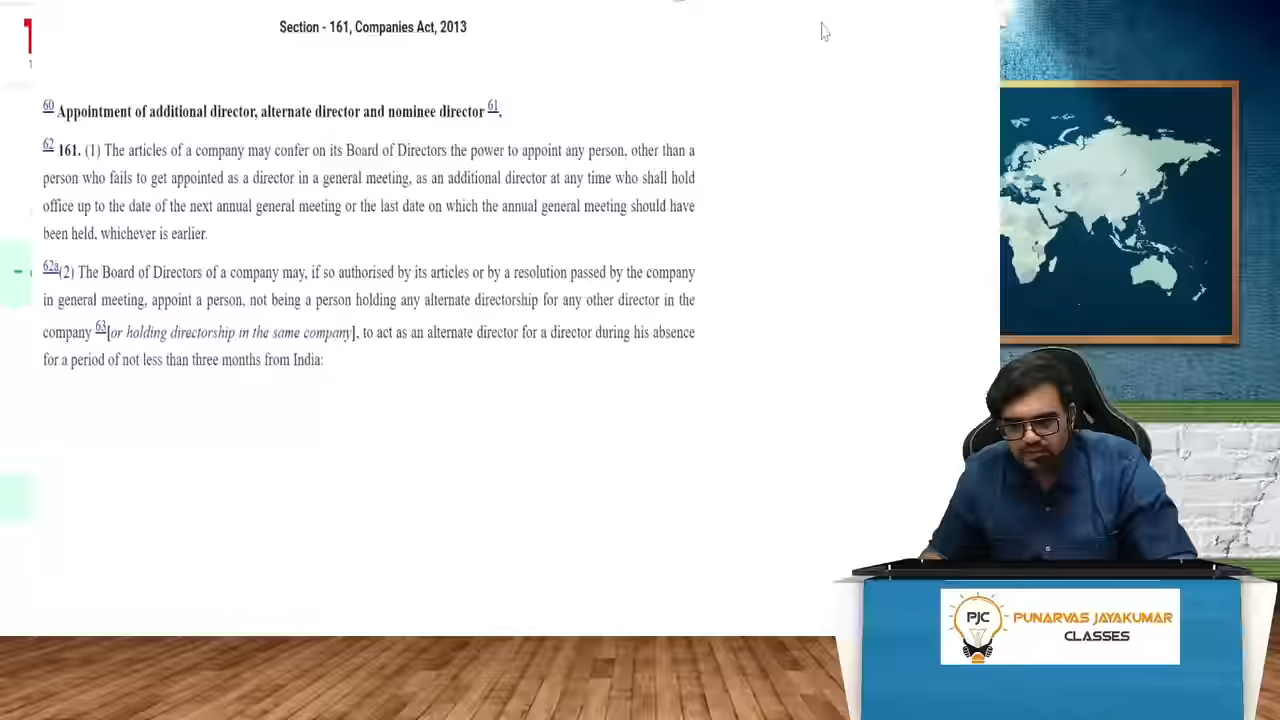 Section - 161, Companies Act, 2013
1
60 Appointment of additional director, alternate director and nominee director 61.
62 161. (1) The articles of a company may confer on its Board of Directors the power to appoint any person, other than a
person who fails to get appointed as a director in a general meeting, as an additional director at any time who shall hold
office up to the date of the next annual general meeting or the last date on which the annual general meeting should have
been held, whichever is earlier.
62a(2) The Board of Directors of a company may, if so authorised by its articles or by a resolution passed by the company
in general meeting, appoint a person, not being a person holding any alternate directorship for any other director in the
company 63[or holding directorship in the same company], to act as an alternate director for a director during his absence
for a period of not less than three months from India:
PJC
PUNARVAS JAYAKUMAR
CLASSES